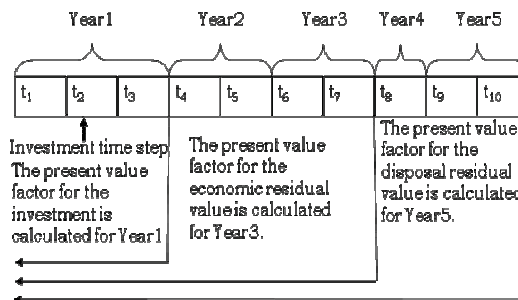 Year1 Year2 Year3 Year4 Year5
t1 t2 t3 t4 t5 t6 t7 t8 t9 t10
Investment time step
The present value
factor for the
investment is
calculated for Year1
The present value
factor for the
economic residual
value is calculated
for Year3.
The present value
factor for the
disposal residual
value is calculated
for Year5.